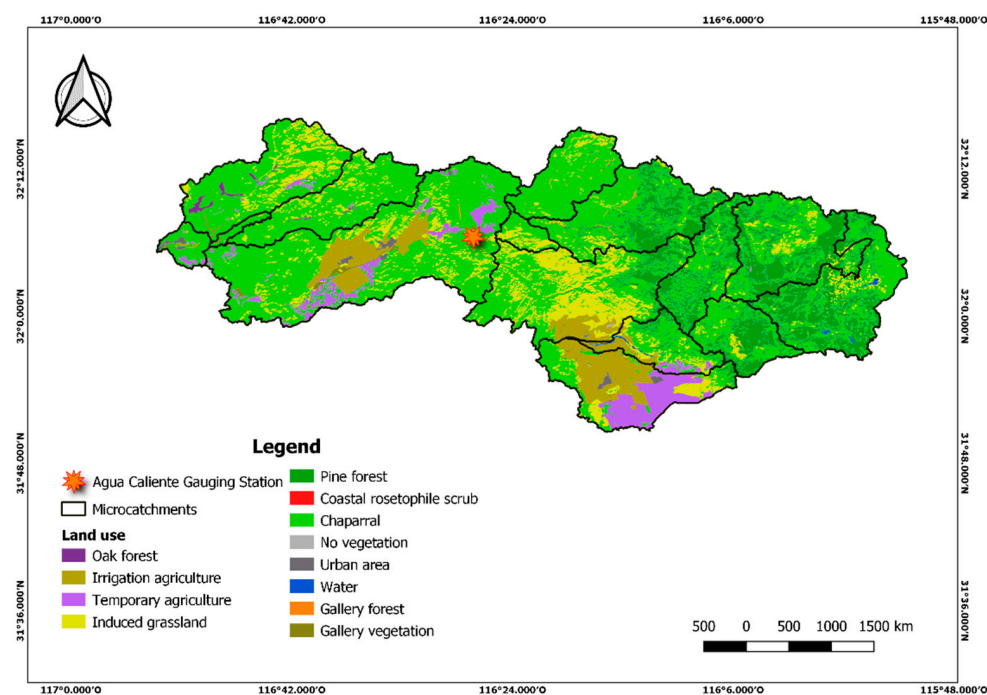 117°0.000'O 116°42.000'O 116°24.000'O 116°6.000'O 115°48.000'O
32°12.000'N 32°0.000'N 31°48.000'N 31°36.000'N
32°12.000'N 32°0.000'N 31°48.000'N 31°36.000'N
Legend
Agua Caliente Gauging Station
Microcatchments
Land use
Oak forest
Irrigation agriculture
Temporary agriculture
Induced grassland
Pine forest
Coastal rosetophile scrub
Chaparral
No vegetation
Urban area
Water
Gallery forest
Gallery vegetation
500 0 500 1000 1500 km
117°0.000'O 116°42.000'O 116°24.000'O 116°6.000'O 115°48.000'O